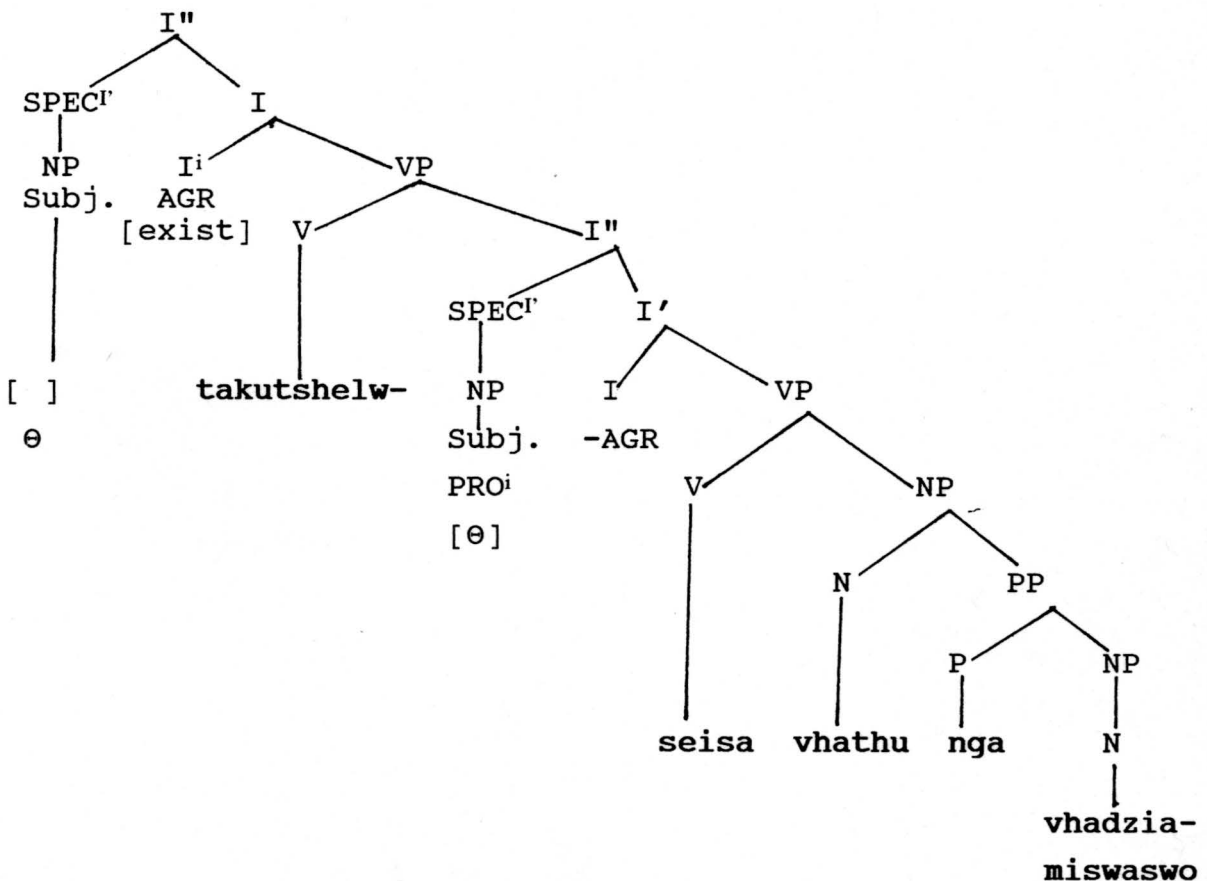 I"
SPECI' I'
NP Ii VP
Subj. AGR
[exist] V I"
SPECI' I'
[ ] takutshelw- NP I VP
Θ Subj. -AGR
PROi V NP
[Θ]
N PP
P NP
seisa vhathu nga N
vhadzia-
miswaswo